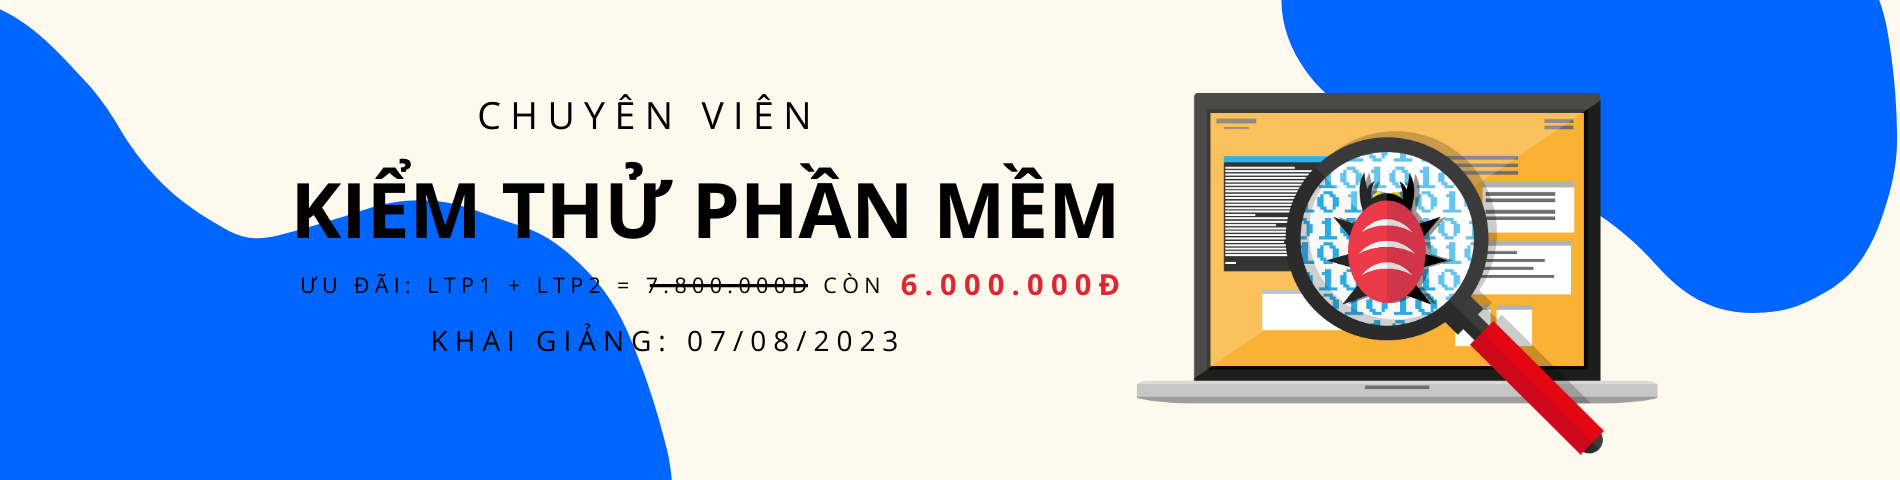 CHUYÊN VIÊN
KIỂM THỬ PHẦN MỀM
ƯU ĐÃI: LTP1 + LTP2 = 7.800.000Đ CÒN 6.000.000Đ
KHAI GIẢNG: 07/08/2023